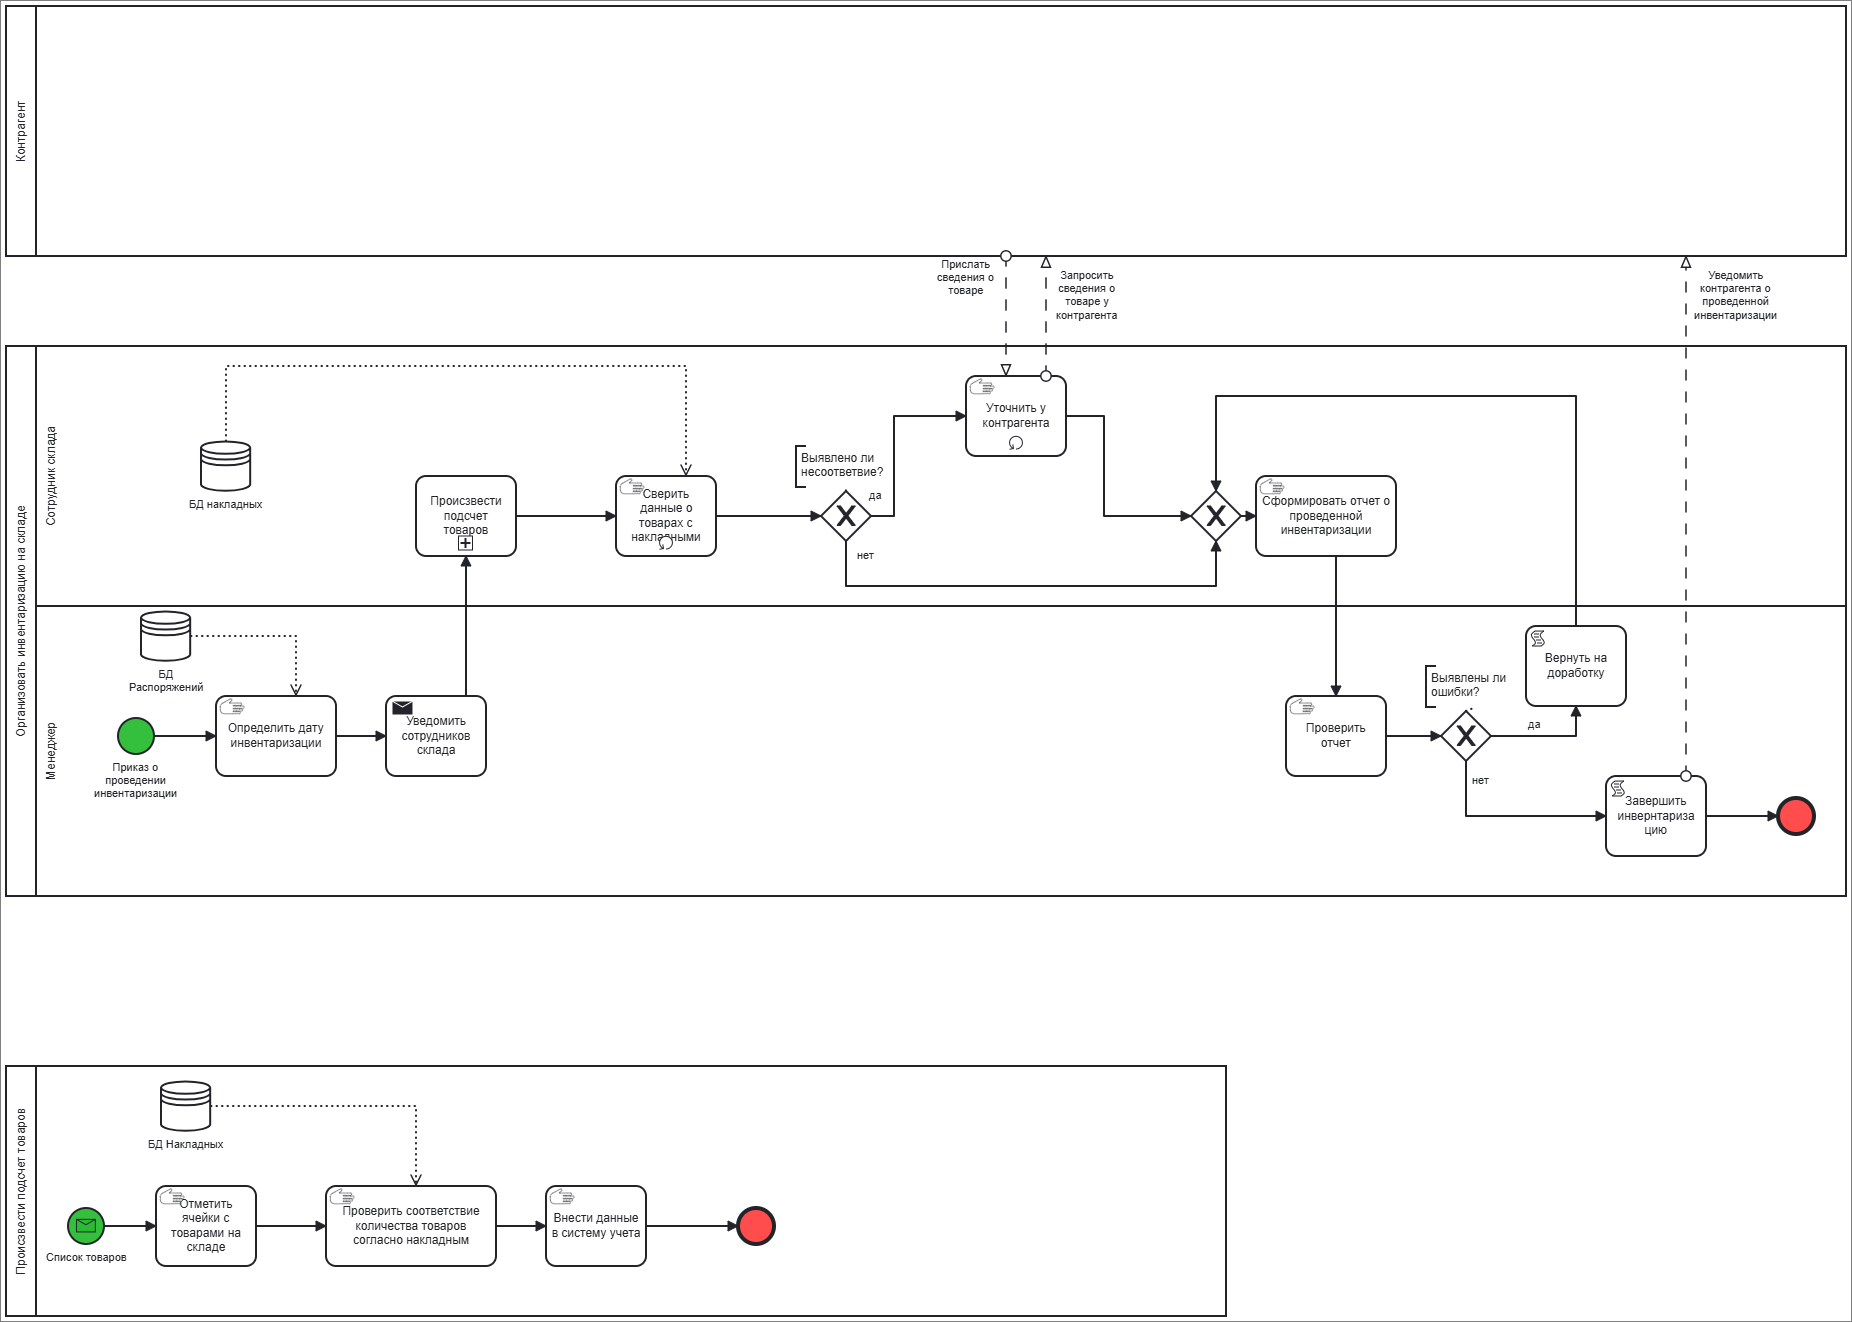 Контрагент
Прислать
сведения о
товаре
Запросить
сведения о
товаре у
контрагента
Уведомить
контрагента о
проведенной
инвентаризации
Организовать инвентаризацию на складе
Сотрудник склада
БД накладных
Происзвести
подсчет
товаров
Сверить
данные о
товарах с
накладными
Выявлено ли
несоответвие?
да
нет
Уточнить у
контрагента
Сформировать отчет о
проведенной
инвентаризации
Менеджер
БД
Распоряжений
Приказ о
проведении
инвентаризации
Определить дату
инвентаризации
Уведомить
сотрудников
склада
Проверить
отчет
Выявлены ли
ошибки?
да
нет
Вернуть на
доработку
Завершить
инвернтариза
цию
Происзвести подсчет товаров
БД Накладных
Список товаров
Отметить
ячейки с
товарами на
складе
Проверить соответствие
количества товаров
согласно накладным
Внести данные
в систему учета